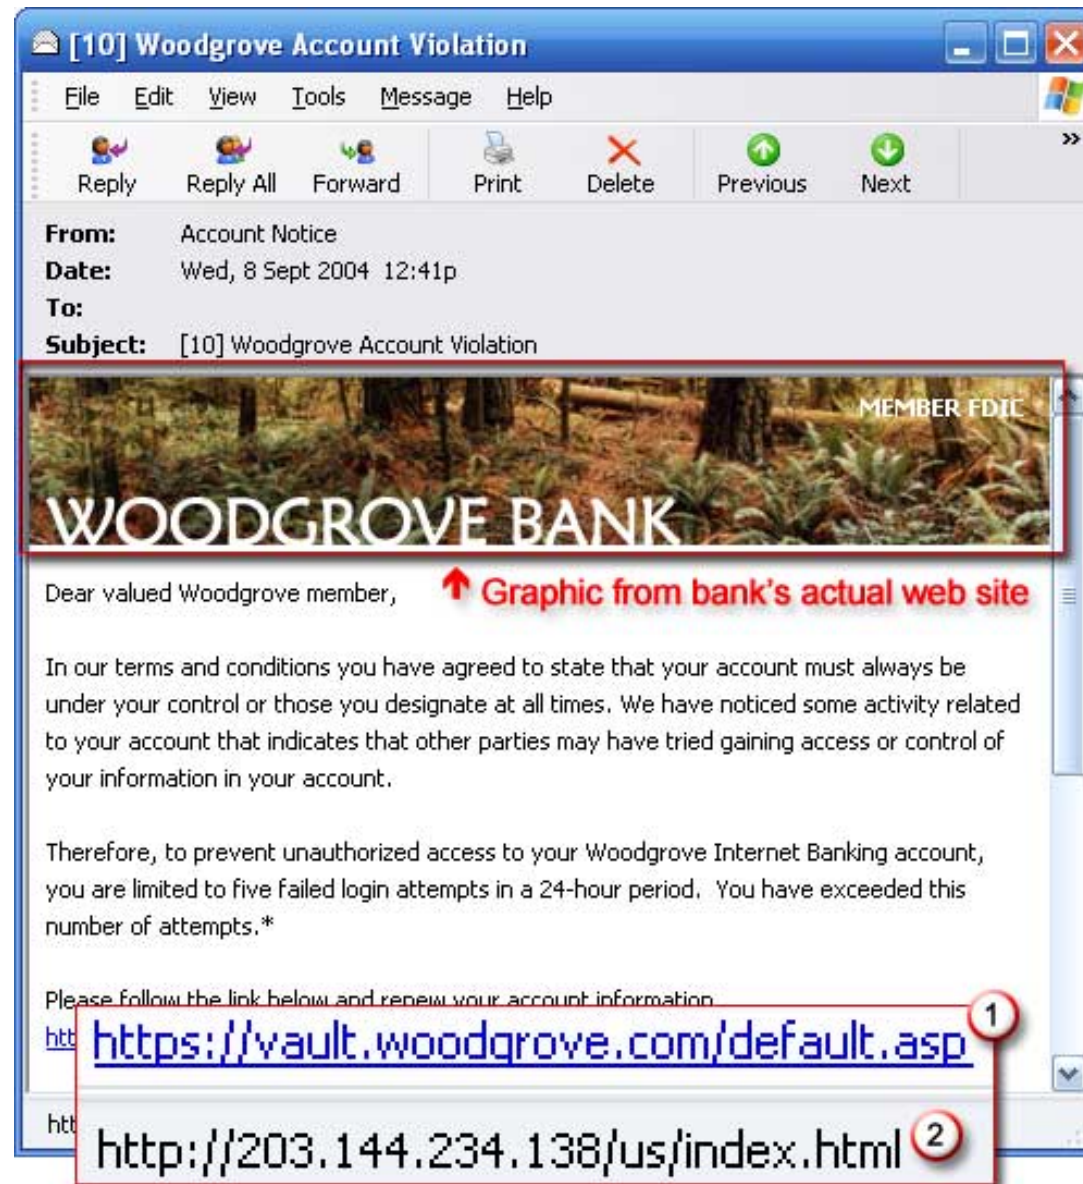 [10] Woodgrove Account Violation
File Edit View Tools Message Help
Reply Reply All Forward Print Delete Previous Next »
From: Account Notice
Date: Wed, 8 Sept 2004 12:41p
To:
Subject: [10] Woodgrove Account Violation
MEMBER FDIC
WOODGROVE BANK
Dear valued Woodgrove member,
Graphic from bank's actual web site
In our terms and conditions you have agreed to state that your account must always be
under your control or those you designate at all times. We have noticed some activity related
to your account that indicates that other parties may have tried gaining access or control of
your information in your account.
Therefore, to prevent unauthorized access to your Woodgrove Internet Banking account,
you are limited to five failed login attempts in a 24-hour period. You have exceeded this
number of attempts.*
Please follow the link below and renew your account information
htt
https://vault.woodgrove.com/default.asp 1
htt
http://203.144.234.138/us/index.html 2